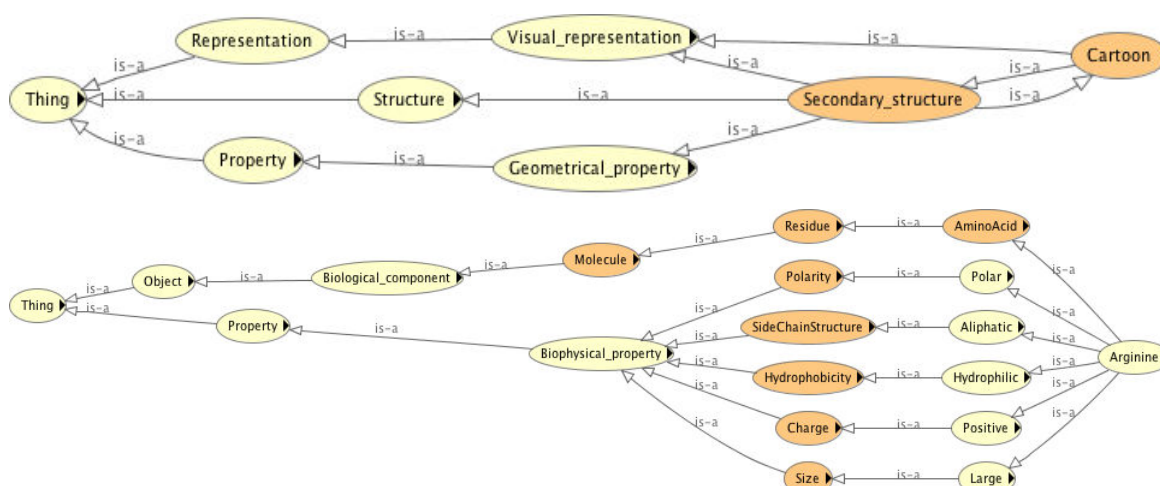 Representation
is-a
Visual_representation
is-a
Cartoon
is-a
is-a
is-a
Thing
is-a
Structure
is-a
Secondary_structure
is-a
is-a
is-a
Property
is-a
Geometrical_property
Residue
is-a
AminoAcid
is-a
Molecule
is-a
Object
is-a
Biological_component
is-a
Polarity
is-a
Polar
is-a
Thing
is-a
is-a
Property
is-a
SideChainStructure
is-a
Aliphatic
is-a
is-a
Biophysical_property
is-a
Arginine
is-a
Hydrophobicity
is-a
Hydrophilic
is-a
is-a
is-a
Charge
is-a
Positive
is-a
is-a
is-a
Size
is-a
Large